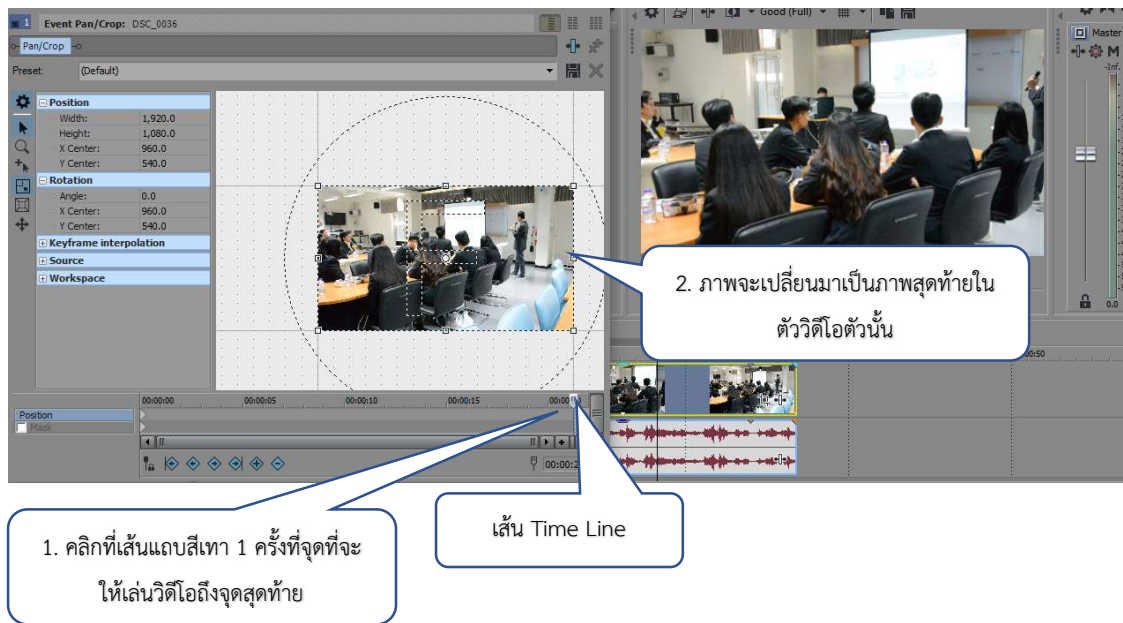 1 Event Pan/Crop: DSC_0036
Pan/Crop
Preset: (Default)
Position
Width: 1,920.0
Height: 1,080.0
X Center: 960.0
Y Center: 540.0
Rotation
Angle: 0.0
X Center: 960.0
Y Center: 540.0
Keyframe interpolation
Source
Workspace
Good (Full)
Master
M
-Inf.
0.0
2. ภาพจะเปลี่ยนมาเป็นภาพสุดท้ายใน
ตัววิดีโอตัวนั้น
00:00:00 00:00:05 00:00:10 00:00:15
Position
Mask
1. คลิกที่เส้นแถบสีเทา 1 ครั้งที่จุดที่จะ
ให้เล่นวิดีโอถึงจุดสุดท้าย
เส้น Time Line